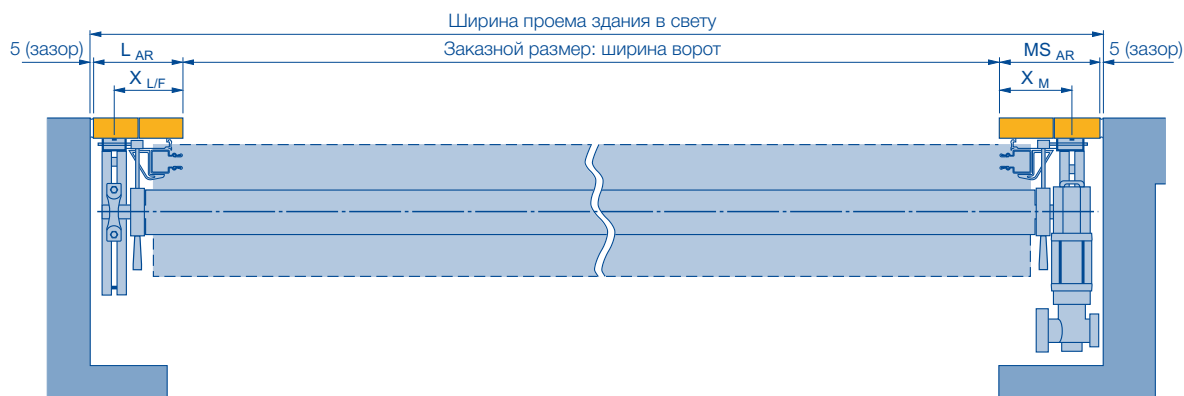 Ширина проема здания в свету
5 (зазор)
L AR
Заказной размер: ширина ворот
MS AR
5 (зазор)
X L/F
X M